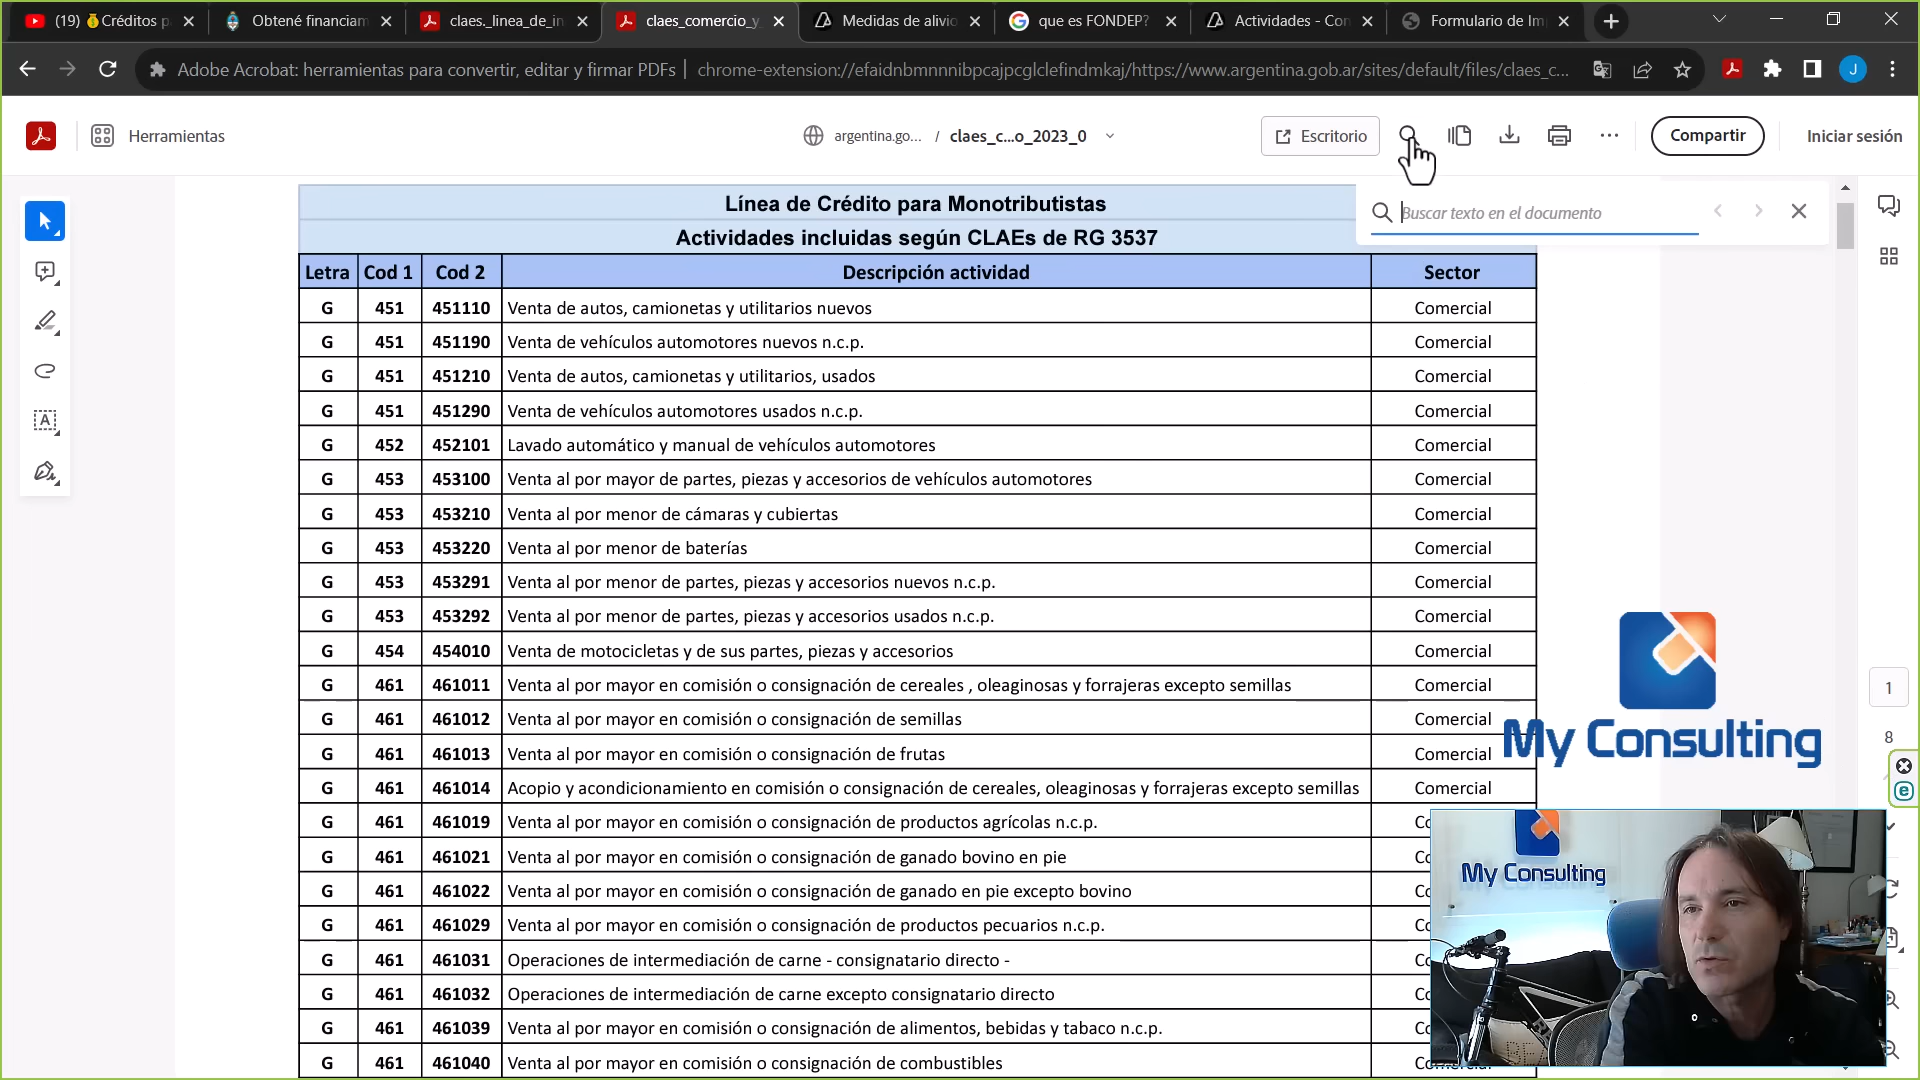 (19) 💰Créditos p
Obtené financiam
claes._linea_de_in
claes_comercio_y
Medidas de alivio
que es FONDEP?
Actividades - Con
Formulario de Im
Adobe Acrobat: herramientas para convertir, editar y firmar PDFs
chrome-extension://efaidnbmnnnibpcajpcglclefindmkaj/https://www.argentina.gob.ar/sites/default/files/claes_c...
J
Herramientas
argentina.go... / claes_c...o_2023_0
Escritorio
Compartir
Iniciar sesión
Buscar texto en el documento
Línea de Crédito para Monotributistas
Actividades incluidas según CLAEs de RG 3537
Letra Cod 1 Cod 2 Descripción actividad Sector
G 451 451110 Venta de autos, camionetas y utilitarios nuevos Comercial
G 451 451190 Venta de vehículos automotores nuevos n.c.p. Comercial
G 451 451210 Venta de autos, camionetas y utilitarios, usados Comercial
G 451 451290 Venta de vehículos automotores usados n.c.p. Comercial
G 452 452101 Lavado automático y manual de vehículos automotores Comercial
G 453 453100 Venta al por mayor de partes, piezas y accesorios de vehículos automotores Comercial
G 453 453210 Venta al por menor de cámaras y cubiertas Comercial
G 453 453220 Venta al por menor de baterías Comercial
G 453 453291 Venta al por menor de partes, piezas y accesorios nuevos n.c.p. Comercial
G 453 453292 Venta al por menor de partes, piezas y accesorios usados n.c.p. Comercial
G 454 454010 Venta de motocicletas y de sus partes, piezas y accesorios Comercial
G 461 461011 Venta al por mayor en comisión o consignación de cereales , oleaginosas y forrajeras excepto semillas Comercial
G 461 461012 Venta al por mayor en comisión o consignación de semillas Comercial
G 461 461013 Venta al por mayor en comisión o consignación de frutas Comercial
G 461 461014 Acopio y acondicionamiento en comisión o consignación de cereales, oleaginosas y forrajeras excepto semillas Comercial
G 461 461019 Venta al por mayor en comisión o consignación de productos agrícolas n.c.p. Co
G 461 461021 Venta al por mayor en comisión o consignación de ganado bovino en pie Co
G 461 461022 Venta al por mayor en comisión o consignación de ganado en pie excepto bovino Co
G 461 461029 Venta al por mayor en comisión o consignación de productos pecuarios n.c.p. Co
G 461 461031 Operaciones de intermediación de carne - consignatario directo - Co
G 461 461032 Operaciones de intermediación de carne excepto consignatario directo Co
G 461 461039 Venta al por mayor en comisión o consignación de alimentos, bebidas y tabaco n.c.p. Co
G 461 461040 Venta al por mayor en comisión o consignación de combustibles Comercial
1
8
My Consulting
My Consulting